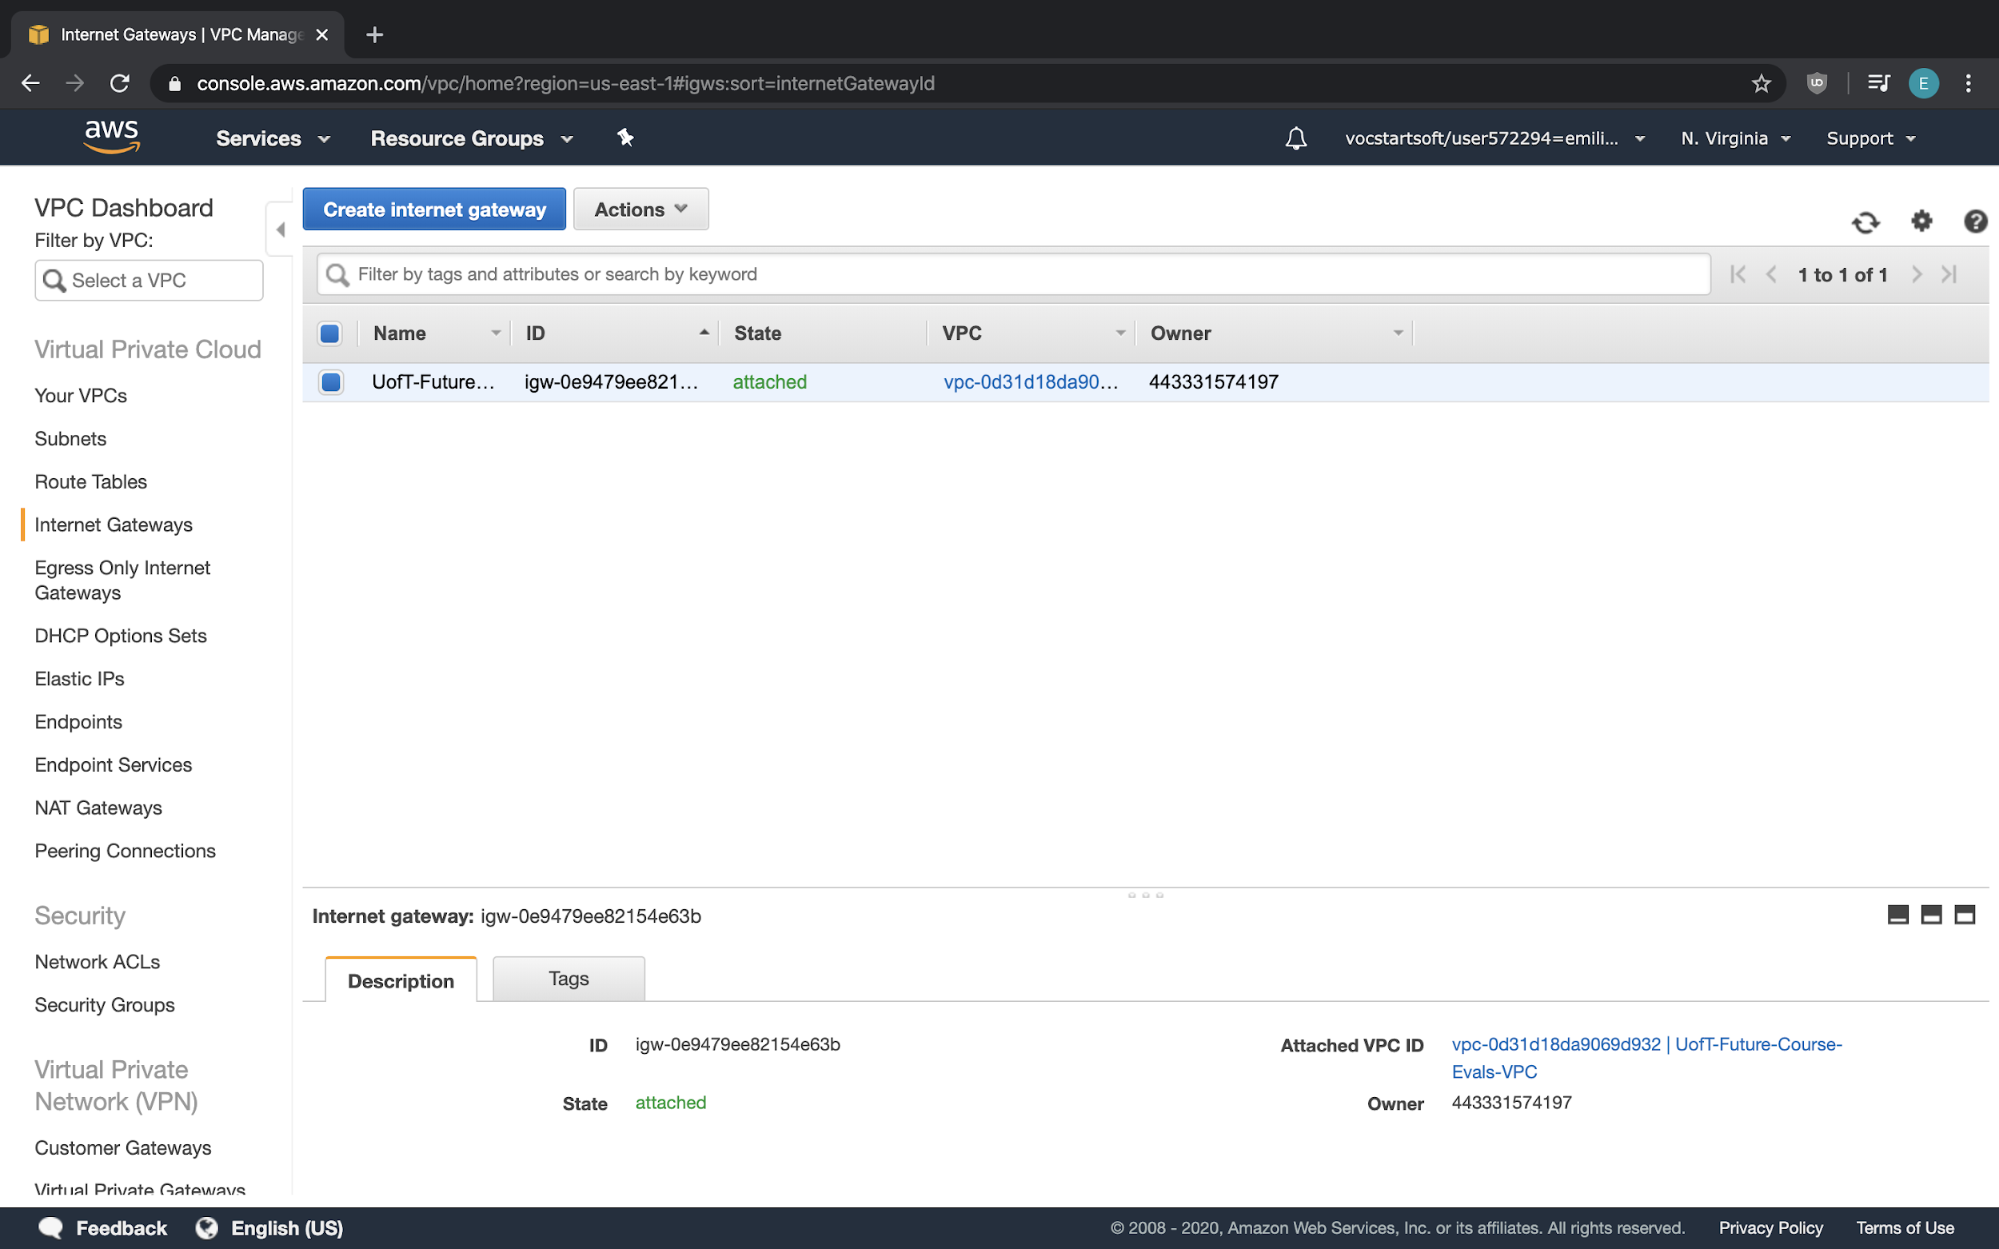 Internet Gateways | VPC Manage
console.aws.amazon.com/vpc/home?region=us-east-1#igws:sort=internetGatewayId
E
aws
Services
Resource Groups
vocstartsoft/user572294=emili...
N. Virginia
Support
VPC Dashboard
Filter by VPC:
Select a VPC
Virtual Private Cloud
Your VPCs
Subnets
Route Tables
Internet Gateways
Egress Only Internet
Gateways
DHCP Options Sets
Elastic IPs
Endpoints
Endpoint Services
NAT Gateways
Peering Connections
Security
Network ACLs
Security Groups
Virtual Private
Network (VPN)
Customer Gateways
Virtual Private Gateways
Create internet gateway
Actions
Filter by tags and attributes or search by keyword
1 to 1 of 1
Name ID State VPC Owner
UofT-Future... igw-0e9479ee821... attached vpc-0d31d18da90... 443331574197
Internet gateway: igw-0e9479ee82154e63b
Description
Tags
ID igw-0e9479ee82154e63b
Attached VPC ID vpc-0d31d18da9069d932 | UofT-Future-Course-
Evals-VPC
State attached
Owner 443331574197
Feedback
English (US)
© 2008 - 2020, Amazon Web Services, Inc. or its affiliates. All rights reserved.
Privacy Policy
Terms of Use